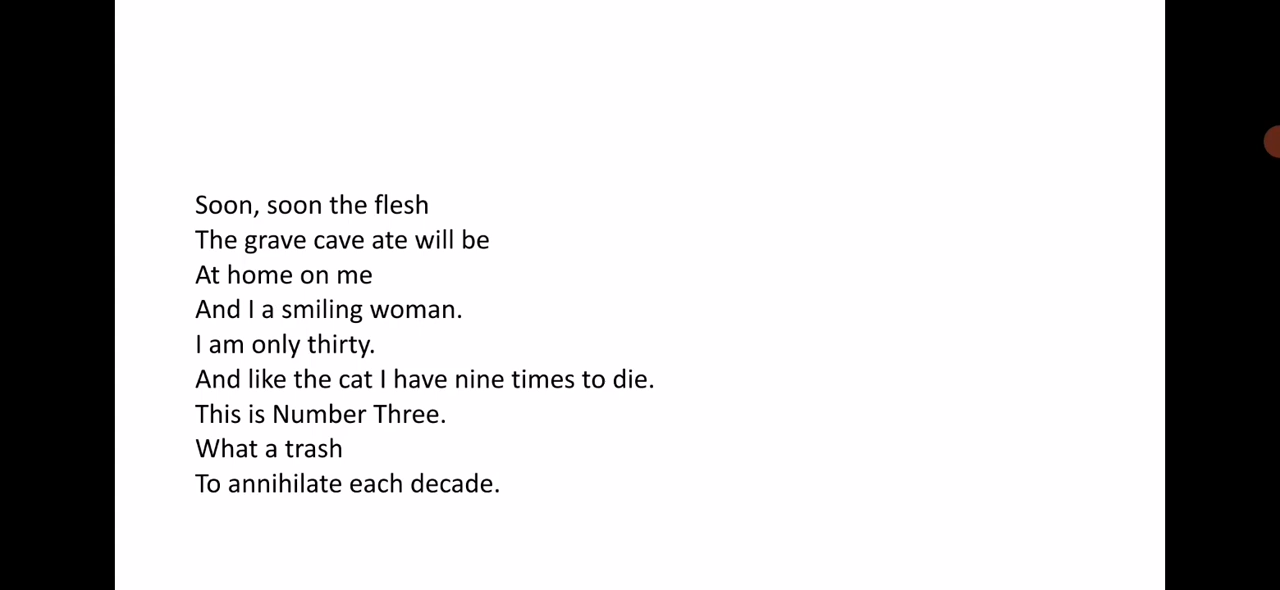 Soon, soon the flesh
The grave cave ate will be
At home on me
And I a smiling woman.
I am only thirty.
And like the cat I have nine times to die.
This is Number Three.
What a trash
To annihilate each decade.